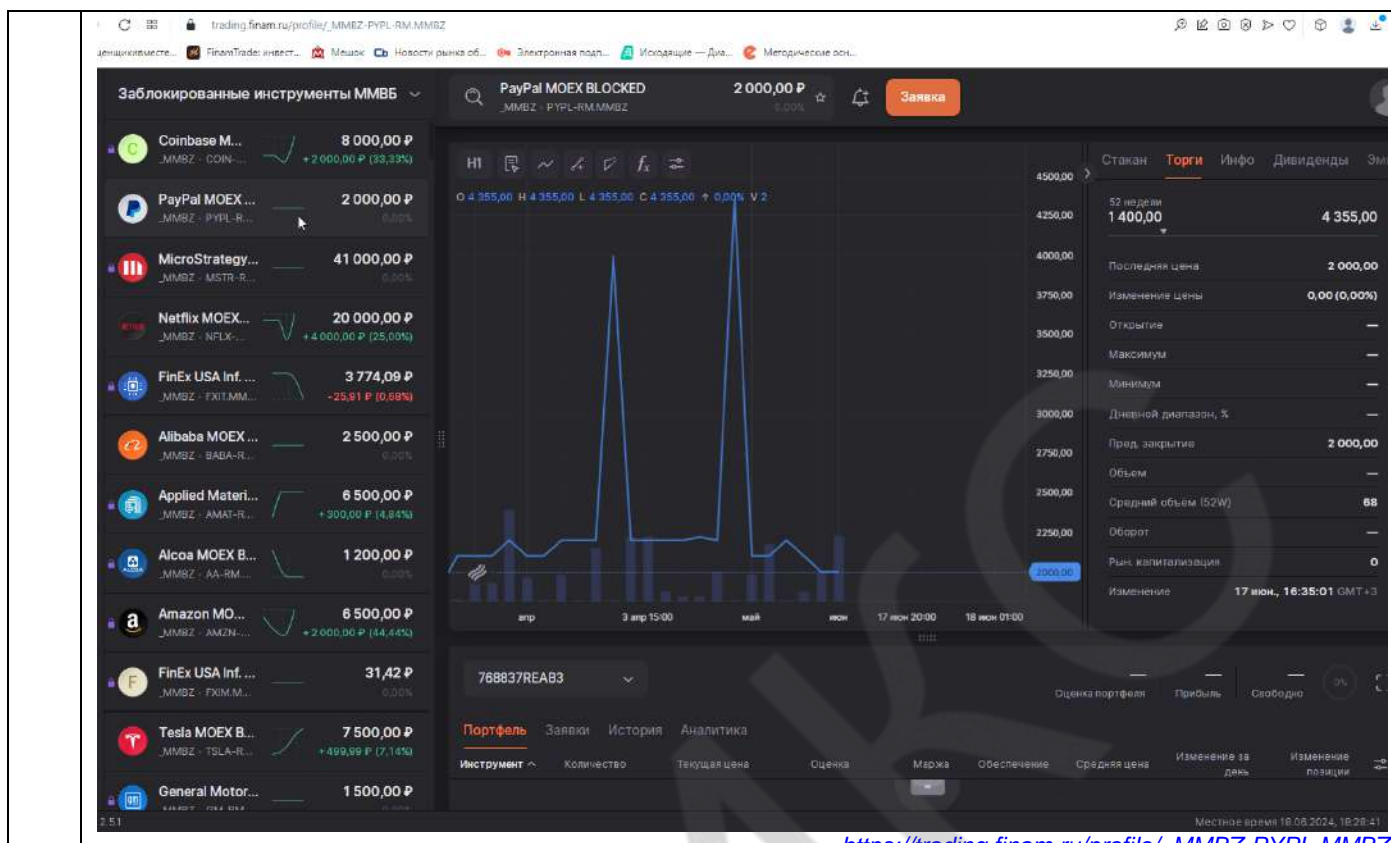 trading.finam.ru/profile/_MMBZ-PYPL-RM.MMBZ
ценщикивместе... FinamTrade: инвест... Мешок Новости рынка об... Электронная подп... Исходящие — Диа... Методические осн...
Заблокированные инструменты ММВБ
PayPal MOEX BLOCKED 2 000,00 ₽ Заявка
_MMBZ · PYPL-RM.MMBZ 0,00%
Coinbase M... 8 000,00 ₽
_MMBZ · COIN-... +2 000,00 ₽ (33,33%)
PayPal MOEX ... 2 000,00 ₽
_MMBZ · PYPL-R... 0,00%
MicroStrategy... 41 000,00 ₽
_MMBZ · MSTR-R... 0,00%
Netflix MOEX... 20 000,00 ₽
_MMBZ · NFLX-... +4 000,00 ₽ (25,00%)
FinEx USA Inf. ... 3 774,09 ₽
_MMBZ · FXIT.MM... -25,91 ₽ (0,68%)
Alibaba MOEX ... 2 500,00 ₽
_MMBZ · BABA-R... 0,00%
Applied Materi... 6 500,00 ₽
_MMBZ · AMAT-R... +300,00 ₽ (4,84%)
Alcoa MOEX B... 1 200,00 ₽
_MMBZ · AA-RM... 0,00%
Amazon MO... 6 500,00 ₽
_MMBZ · AMZN-... +2 000,00 ₽ (44,44%)
FinEx USA Inf. ... 31,42 ₽
_MMBZ · FXIM.M... 0,00%
Tesla MOEX B... 7 500,00 ₽
_MMBZ · TSLA-R... +499,99 ₽ (7,14%)
General Motor... 1 500,00 ₽
2.5.1
H1
O 4 355,00 H 4 355,00 L 4 355,00 C 4 355,00 ↑ 0,00% V 2
4500,00
4250,00
4000,00
3750,00
3500,00
3250,00
3000,00
2750,00
2500,00
2250,00
2000,00
апр 3 апр 15:00 май июн 17 июн 20:00 18 июн 01:00
Стакан Торги Инфо Дивиденды Эми
52 недели
1 400,00 4 355,00
Последняя цена 2 000,00
Изменение цены 0,00 (0,00%)
Открытие —
Максимум —
Минимум —
Дневной диапазон, % —
Пред. закрытие 2 000,00
Объем —
Средний объём (52W) 68
Оборот —
Рын. капитализация 0
Изменение 17 июн., 16:35:01 GMT+3
768837REAB3
— — — 0%
Оценка портфеля Прибыль Свободно
Портфель Заявки История Аналитика
Инструмент Количество Текущая цена Оценка Маржа Обеспечение Средняя цена Изменение за день Изменение позиции
Местное время 18.06.2024, 18:28:41
https://trading.finam.ru/profile/_MMBZ-PYPL-MMBZ
МКС